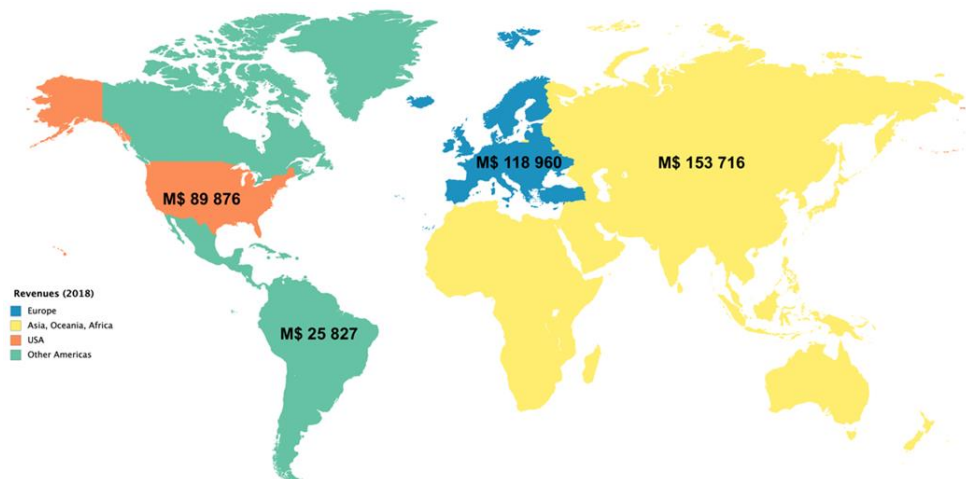 M$ 118 960
M$ 153 716
M$ 89 876
Revenues (2018)
Europe
Asia, Oceania, Africa
USA
Other Americas
M$ 25 827